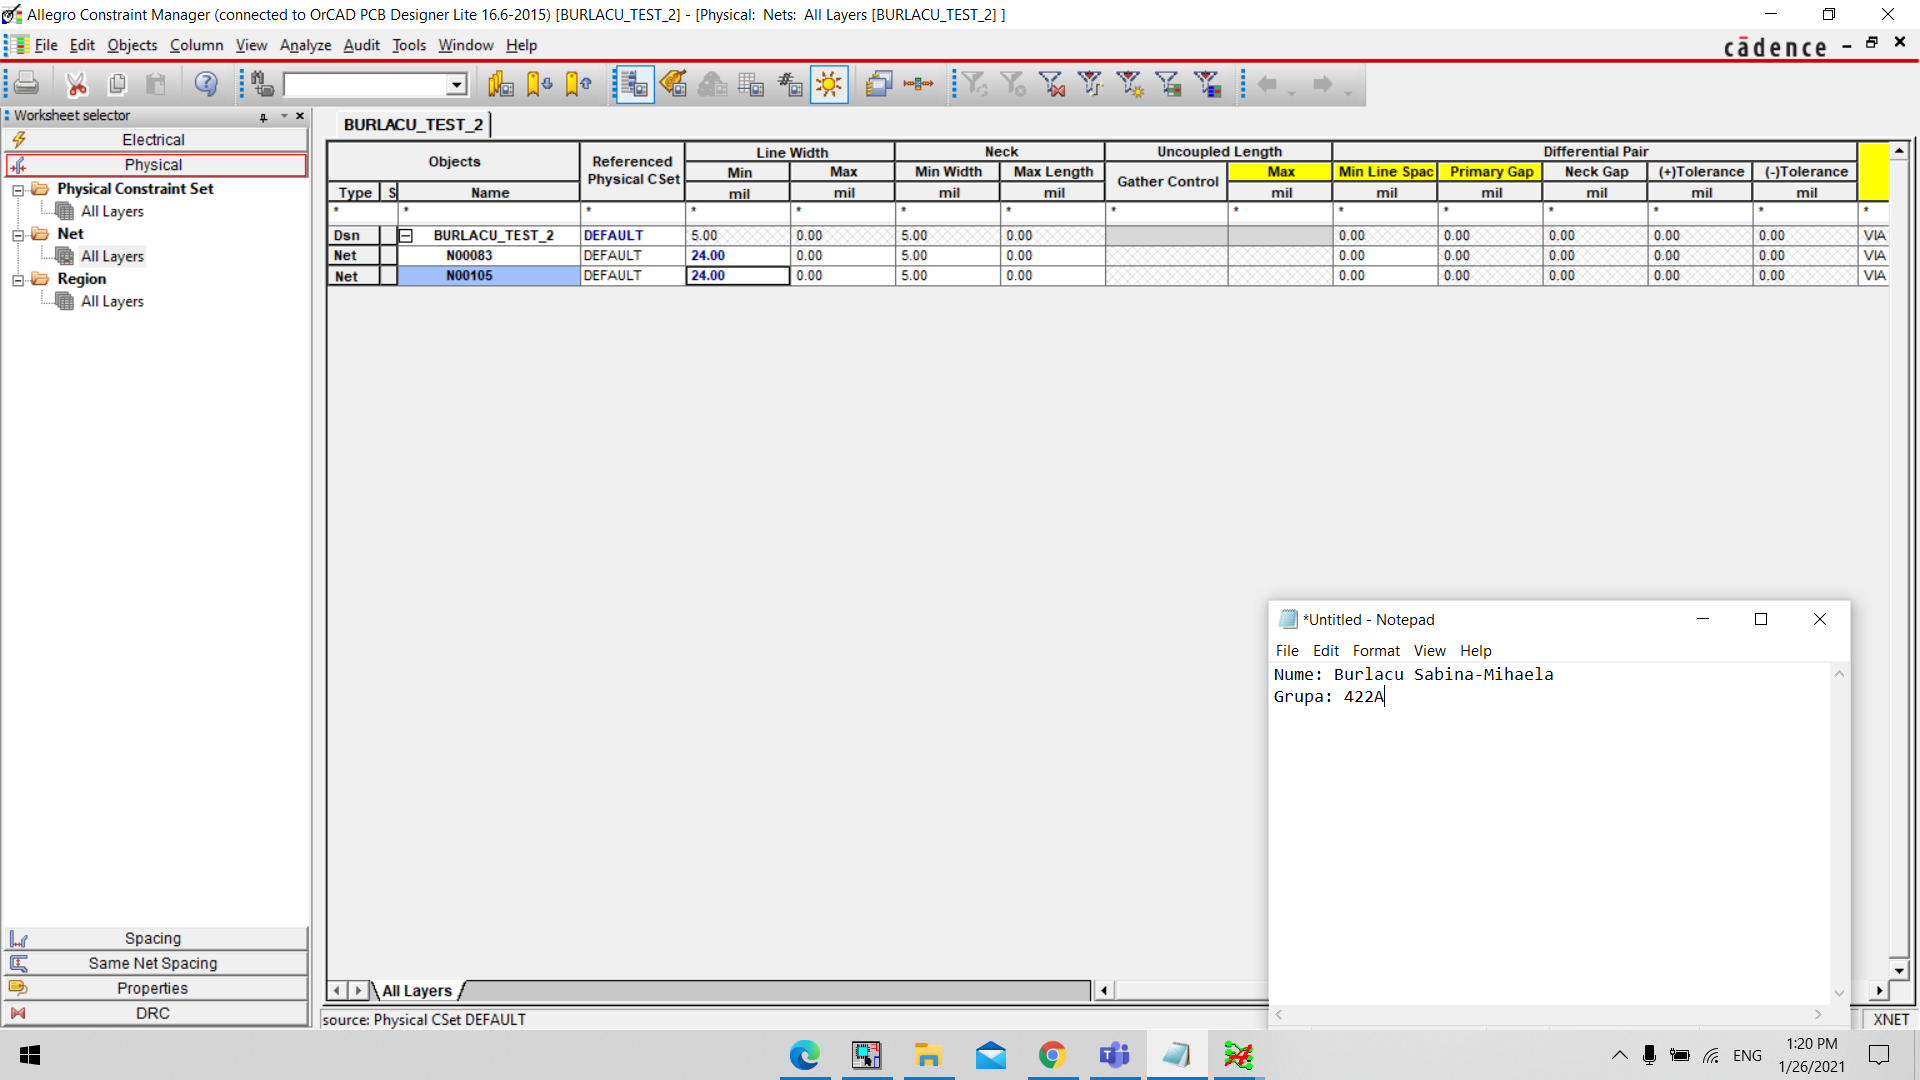 Allegro Constraint Manager (connected to OrCAD PCB Designer Lite 16.6-2015) [BURLACU_TEST_2] - [Physical: Nets: All Layers [BURLACU_TEST_2] ]
File Edit Objects Column View Analyze Audit Tools Window Help
cādence
Worksheet selector
Electrical
Physical
Physical Constraint Set
All Layers
Net
All Layers
Region
All Layers
Spacing
Same Net Spacing
Properties
DRC
BURLACU_TEST_2
Objects Referenced Physical CSet Line Width Neck Uncoupled Length Differential Pair
Min Max Min Width Max Length Gather Control Max Min Line Spac Primary Gap Neck Gap (+)Tolerance (-)Tolerance
Type S Name mil mil mil mil mil mil mil mil mil mil
* * * * * * * * * * * * * * *
Dsn BURLACU_TEST_2 DEFAULT 5.00 0.00 5.00 0.00 0.00 0.00 0.00 0.00 0.00 VIA
Net N00083 DEFAULT 24.00 0.00 5.00 0.00 0.00 0.00 0.00 0.00 0.00 VIA
Net N00105 DEFAULT 24.00 0.00 5.00 0.00 0.00 0.00 0.00 0.00 0.00 VIA
*Untitled - Notepad
File Edit Format View Help
Nume: Burlacu Sabina-Mihaela
Grupa: 422A
All Layers
source: Physical CSet DEFAULT
XNET
ENG
1:20 PM
1/26/2021